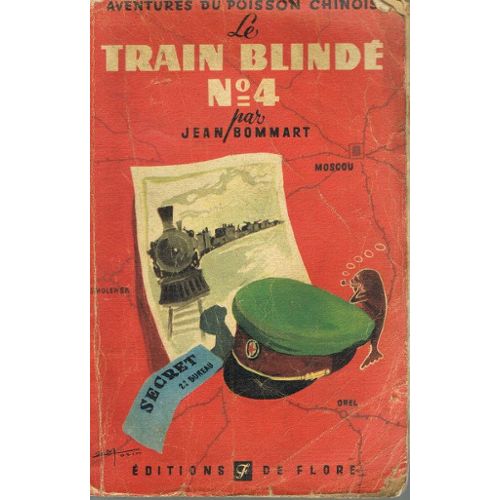 AVENTURES DU POISSON CHINOIS
Le
TRAIN BLINDÉ
Nº4
par
JEAN BOMMART
MOSCOU
SMOLENSK
SECRET
2E BUREAU
OREL
ÉDITIONS F DE FLORE